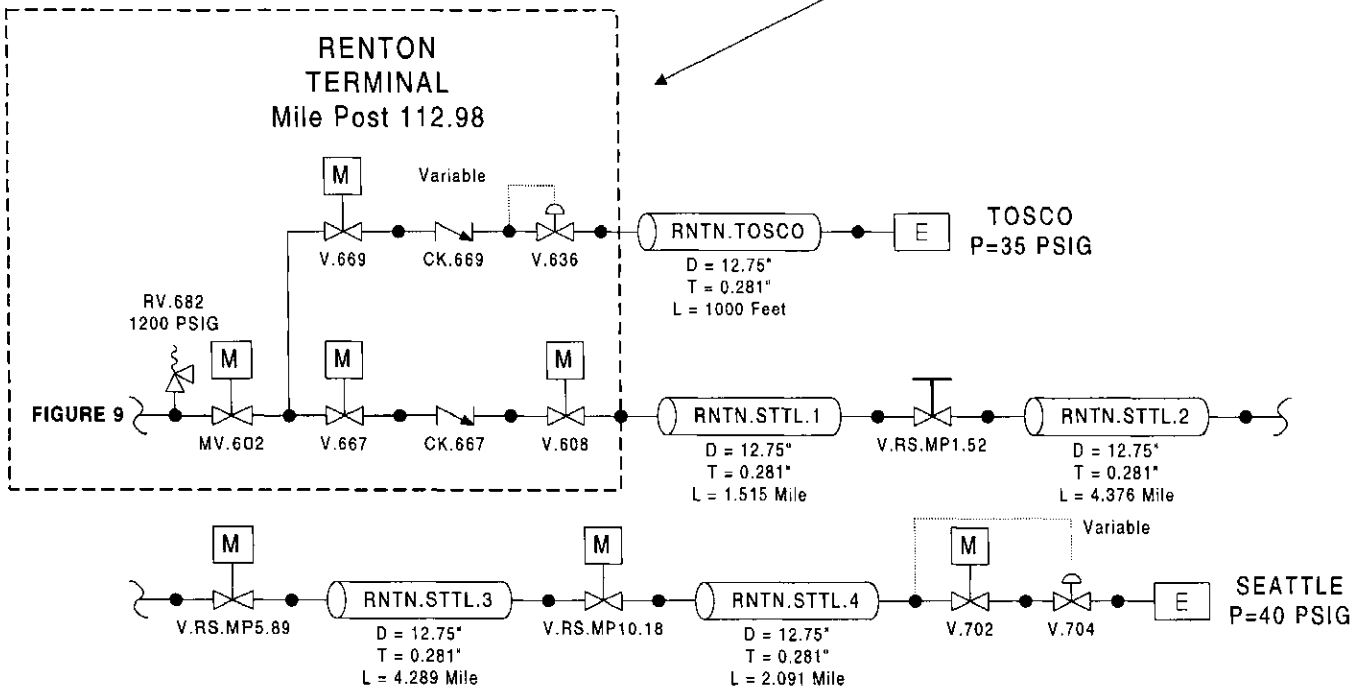 RENTON
TERMINAL
Mile Post 112.98
M
Variable
V.669
CK.669
V.636
RNTN.TOSCO
D = 12.75"
T = 0.281"
L = 1000 Feet
E
TOSCO
P=35 PSIG
RV.682
1200 PSIG
FIGURE 9
M
MV.602
M
V.667
CK.667
M
V.608
RNTN.STTL.1
D = 12.75"
T = 0.281"
L = 1.515 Mile
V.RS.MP1.52
RNTN.STTL.2
D = 12.75"
T = 0.281"
L = 4.376 Mile
M
V.RS.MP5.89
RNTN.STTL.3
D = 12.75"
T = 0.281"
L = 4.289 Mile
M
V.RS.MP10.18
RNTN.STTL.4
D = 12.75"
T = 0.281"
L = 2.091 Mile
Variable
M
V.702
V.704
E
SEATTLE
P=40 PSIG